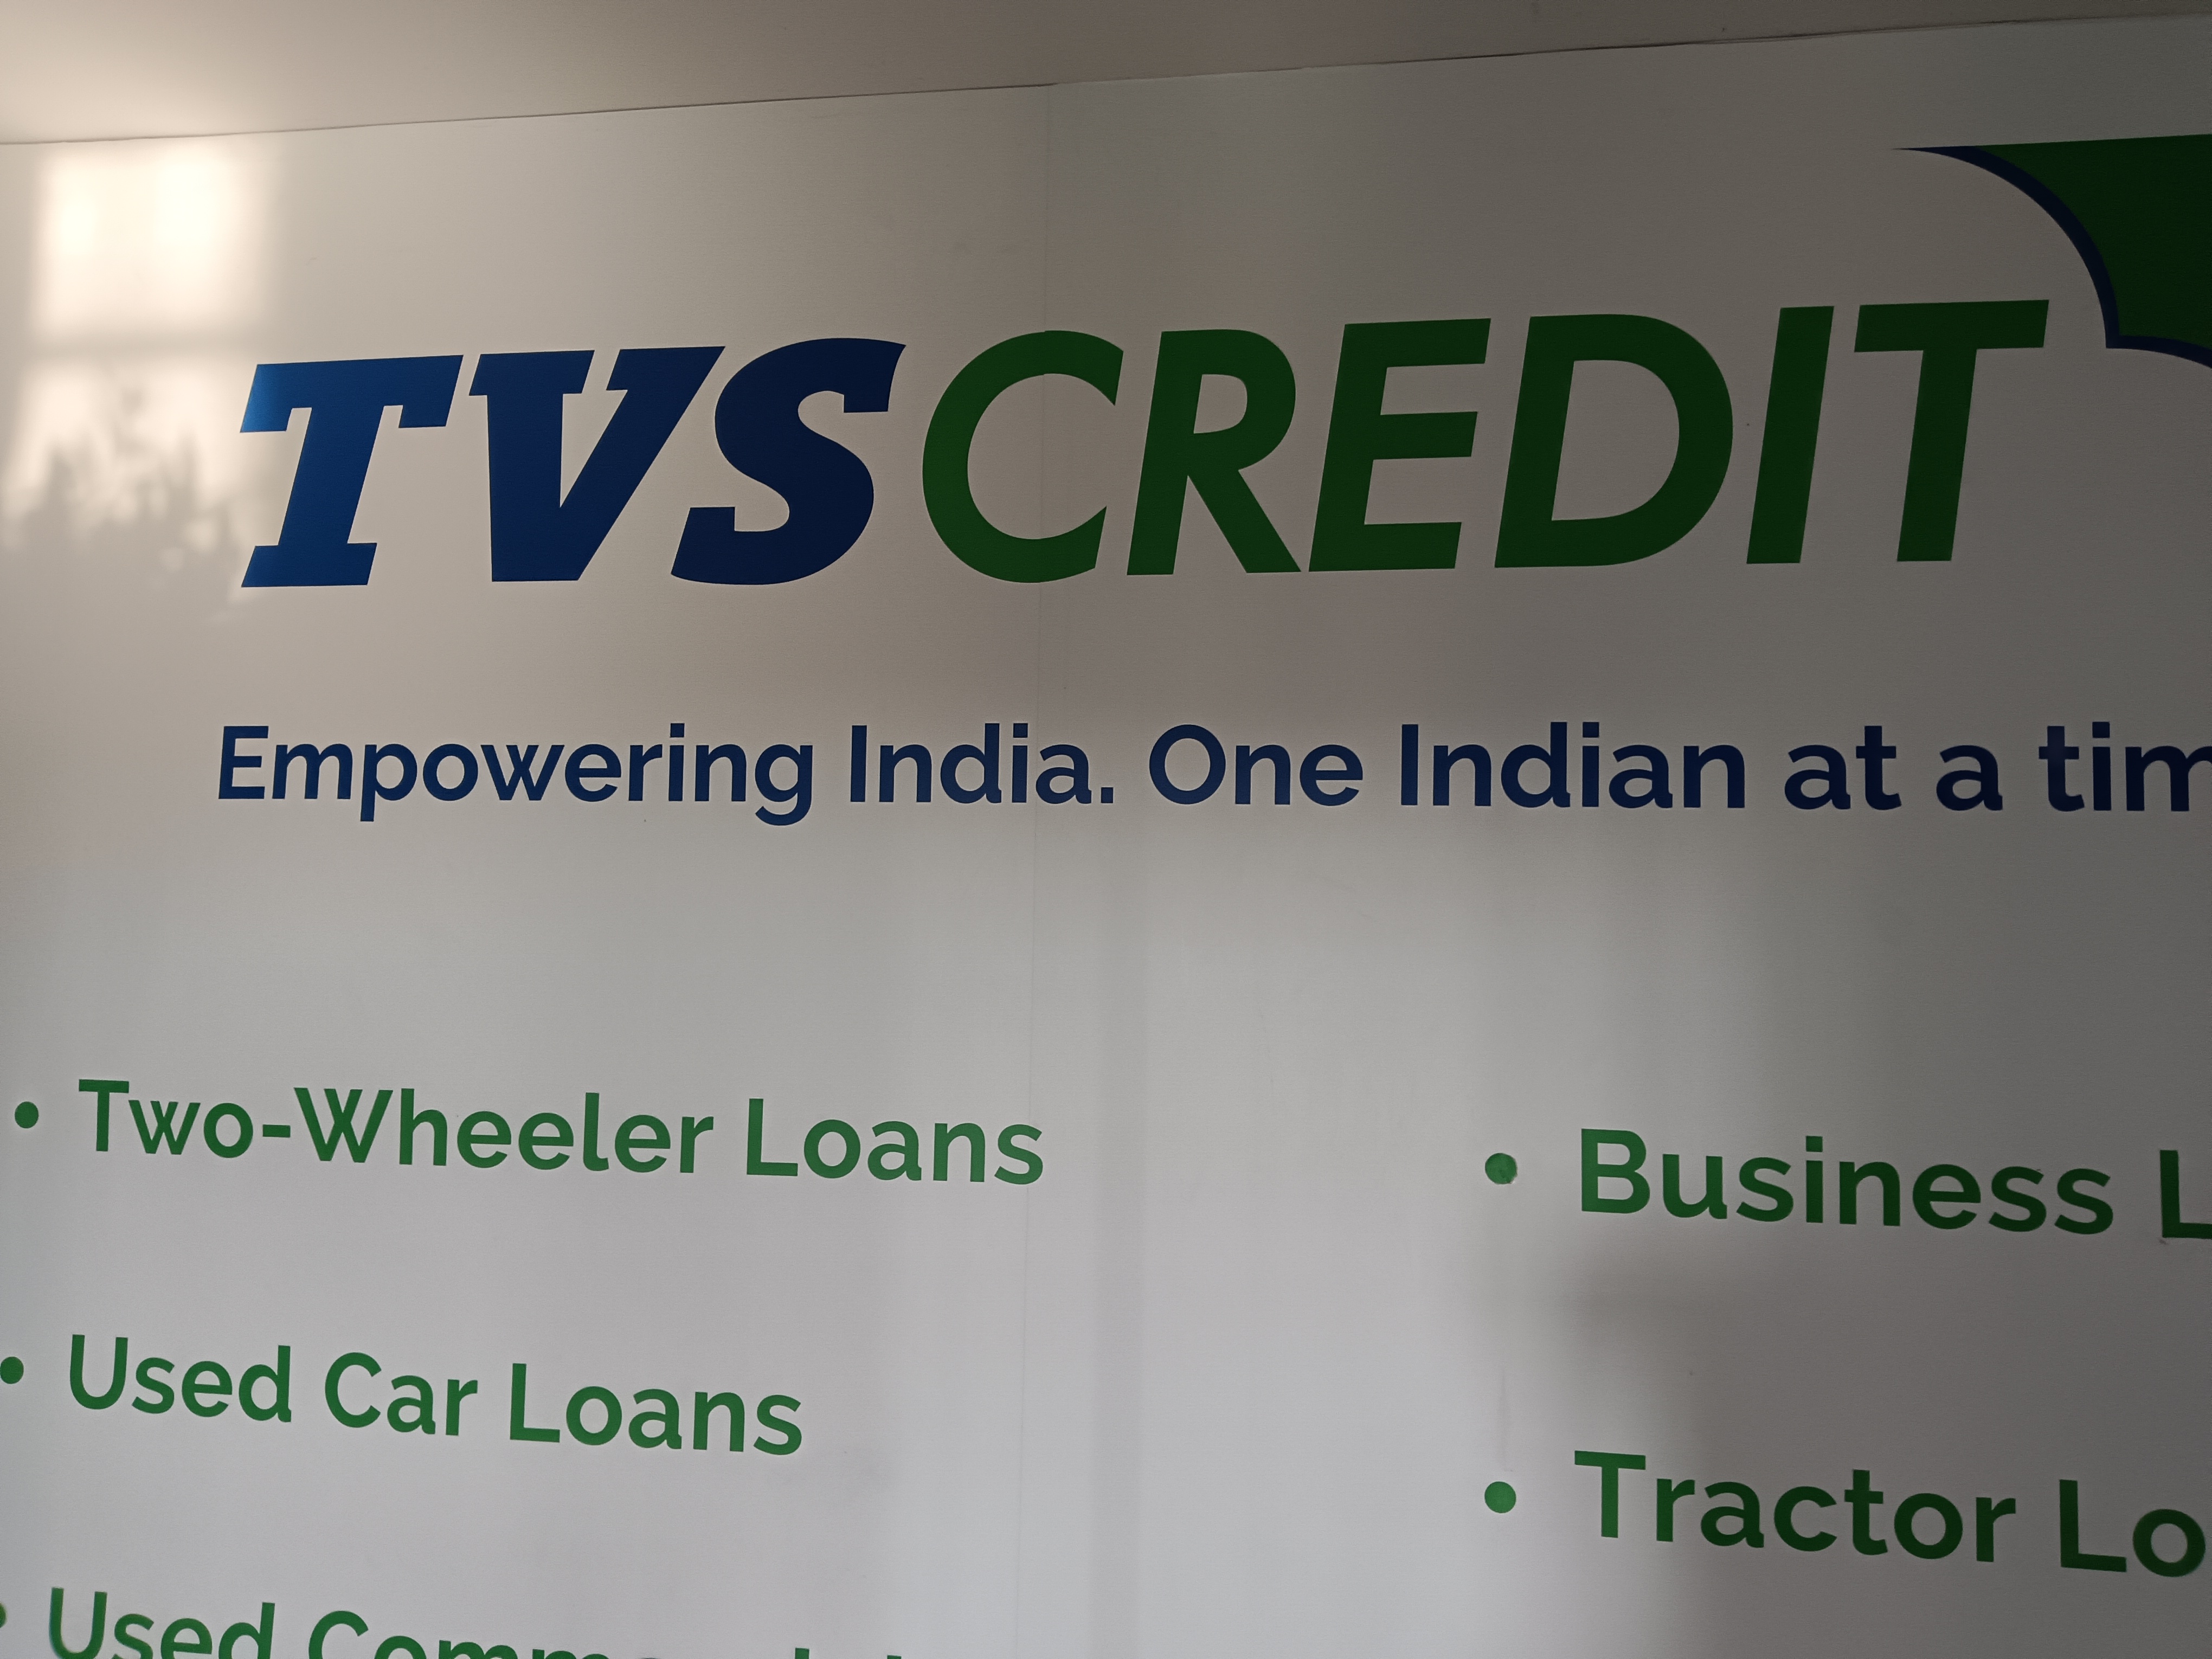 TVS CREDIT
Empowering India. One Indian at a tim
• Two-Wheeler Loans
• Used Car Loans
Used
• Business L
• Tractor Lo